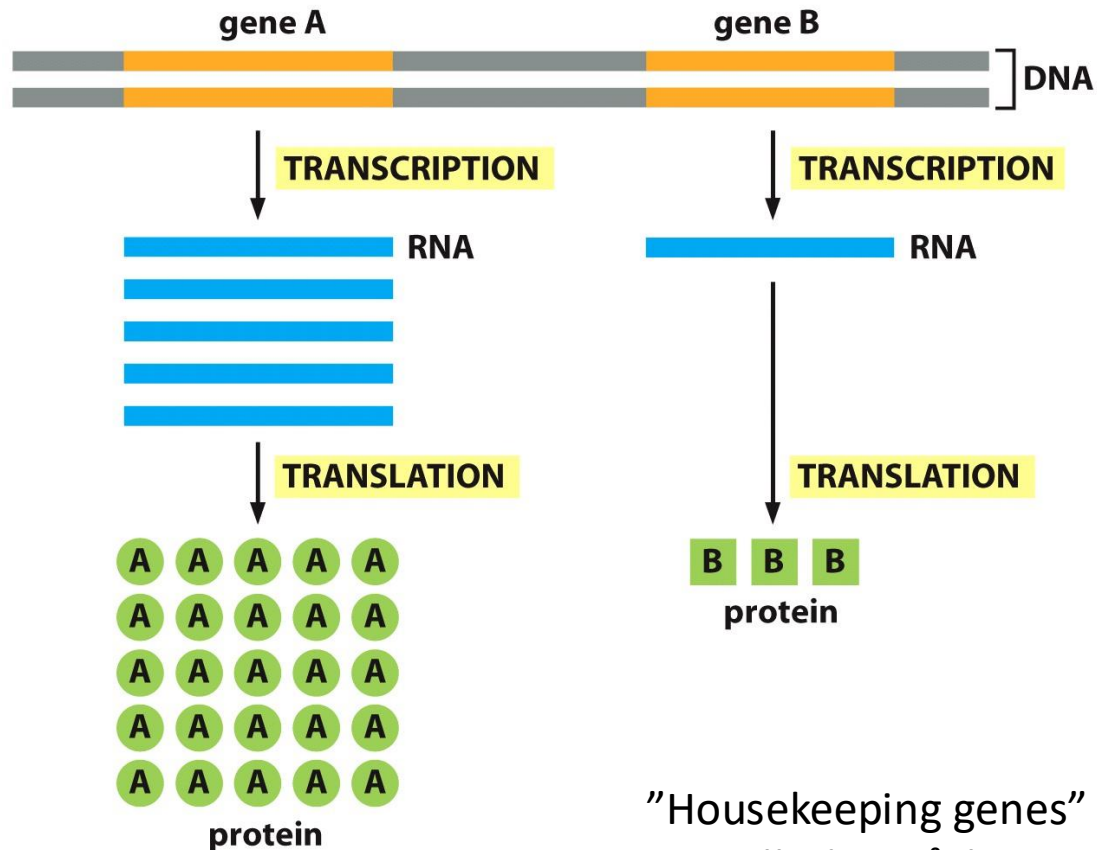 gene A
gene B
DNA
TRANSCRIPTION
TRANSCRIPTION
RNA
RNA
TRANSLATION
TRANSLATION
A A A A A
B B B
protein
A A A A A
A A A A A
A A A A A
A A A A A
protein
”Housekeeping genes”